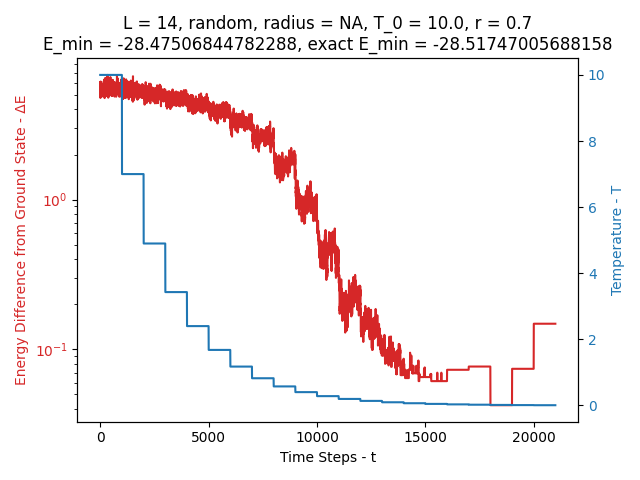 L = 14, random, radius = NA, T_0 = 10.0, r = 0.7
E_min = -28.47506844782288, exact E_min = -28.51747005688158
Energy Difference from Ground State - ΔE
10⁰
10⁻¹
0
5000
10000
15000
20000
Time Steps - t
10
8
6
4
2
0
Temperature - T